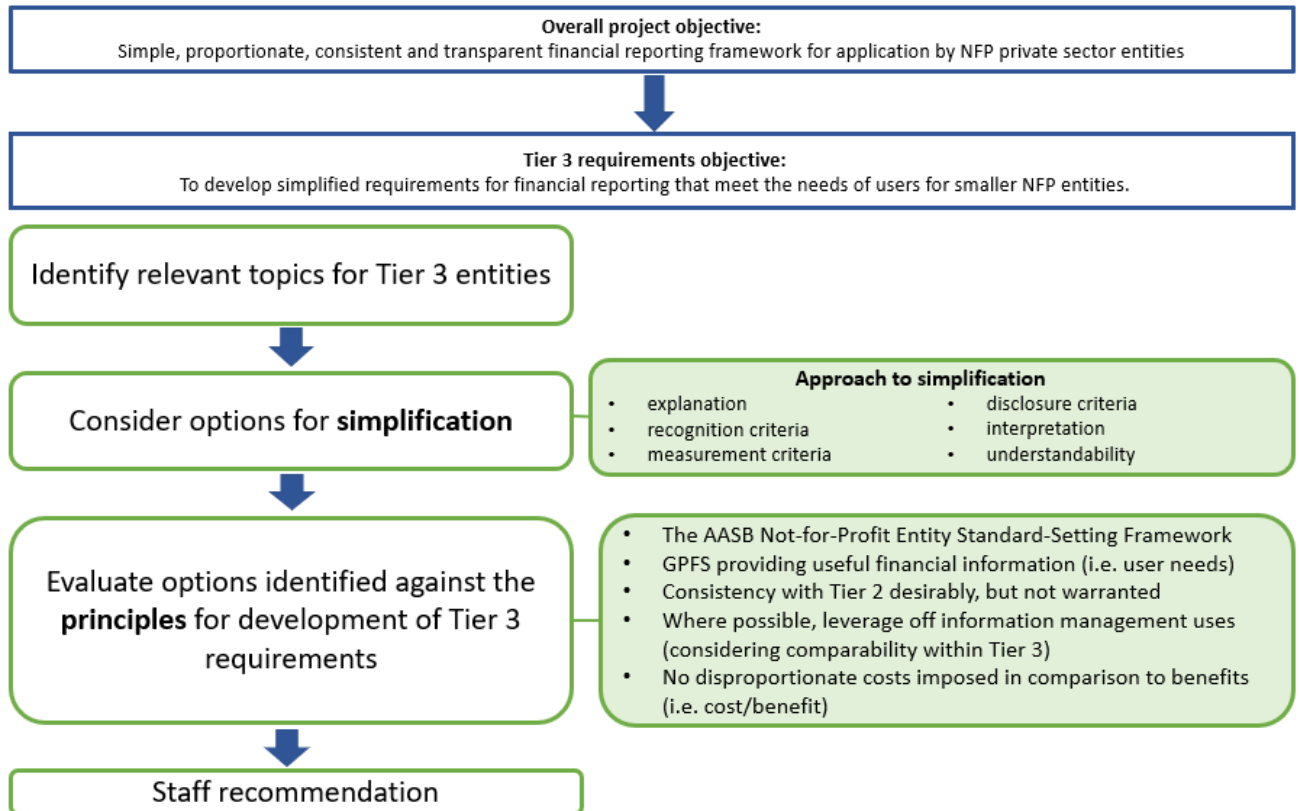 Overall project objective:
Simple, proportionate, consistent and transparent financial reporting framework for application by NFP private sector entities
Tier 3 requirements objective:
To develop simplified requirements for financial reporting that meet the needs of users for smaller NFP entities.
Identify relevant topics for Tier 3 entities
Consider options for simplification
Approach to simplification
• explanation
• recognition criteria
• measurement criteria
• disclosure criteria
• interpretation
• understandability
Evaluate options identified against the
principles for development of Tier 3
requirements
• The AASB Not-for-Profit Entity Standard-Setting Framework
• GPFS providing useful financial information (i.e. user needs)
• Consistency with Tier 2 desirably, but not warranted
• Where possible, leverage off information management uses
(considering comparability within Tier 3)
• No disproportionate costs imposed in comparison to benefits
(i.e. cost/benefit)
Staff recommendation